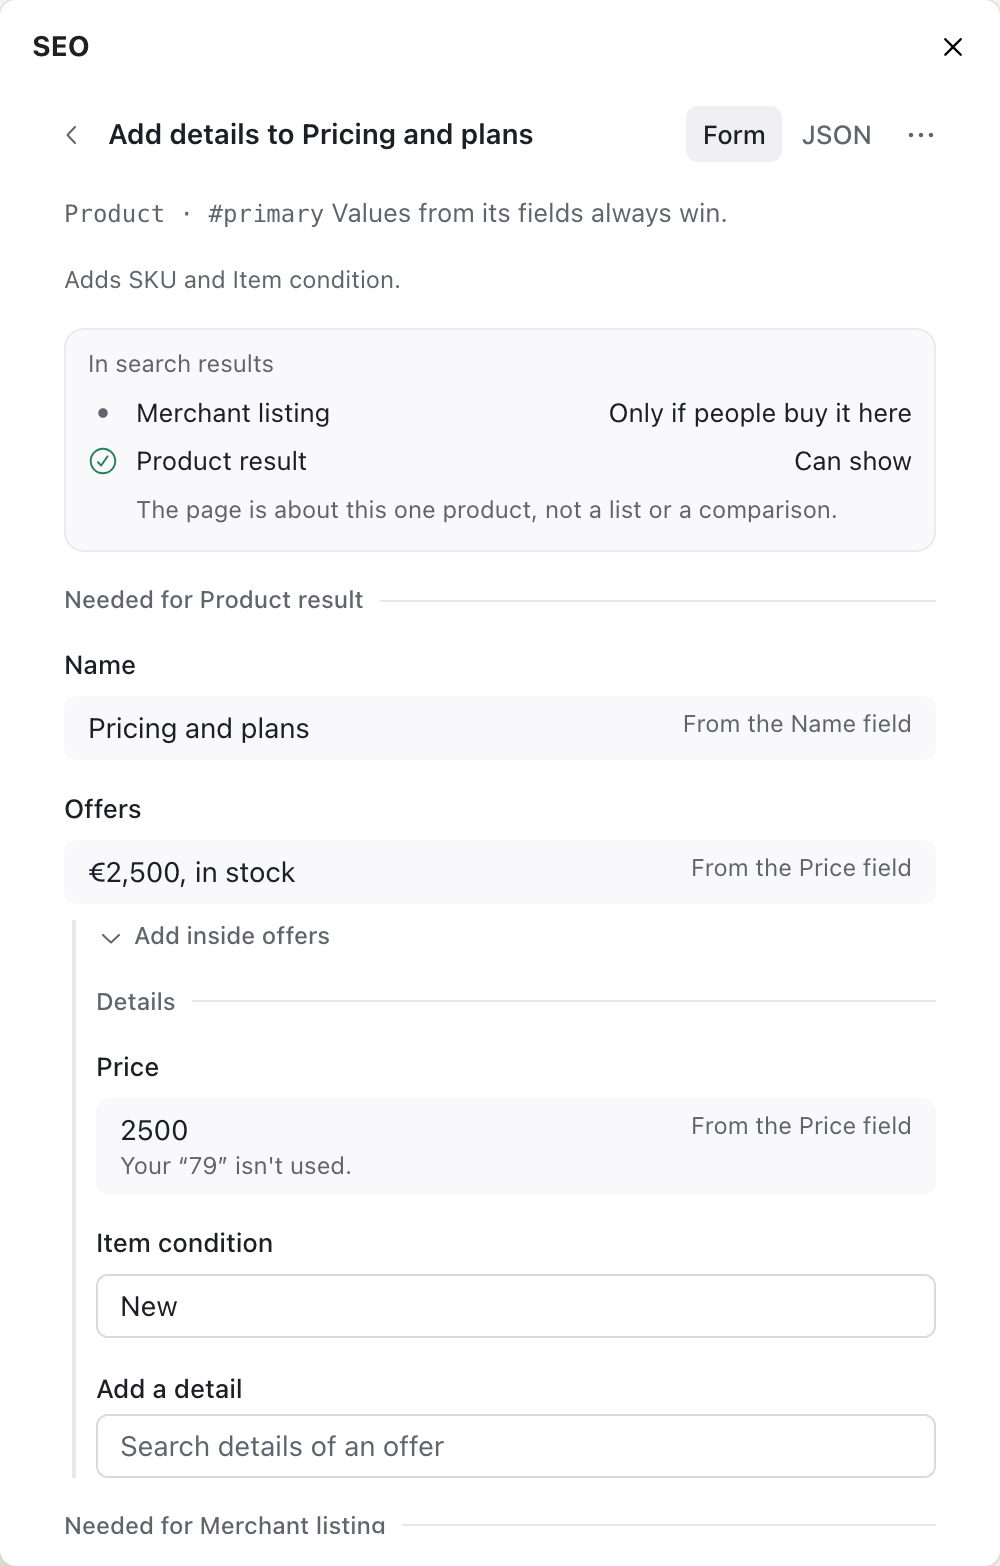 SEO
Add details to Pricing and plans
Form
JSON
Product · #primary Values from its fields always win.
Adds SKU and Item condition.
In search results
Merchant listing
Only if people buy it here
Product result
Can show
The page is about this one product, not a list or a comparison.
Needed for Product result
Name
Pricing and plans
From the Name field
Offers
€2,500, in stock
From the Price field
Add inside offers
Details
Price
2500
From the Price field
Your “79” isn't used.
Item condition
New
Add a detail
Search details of an offer
Needed for Merchant listing